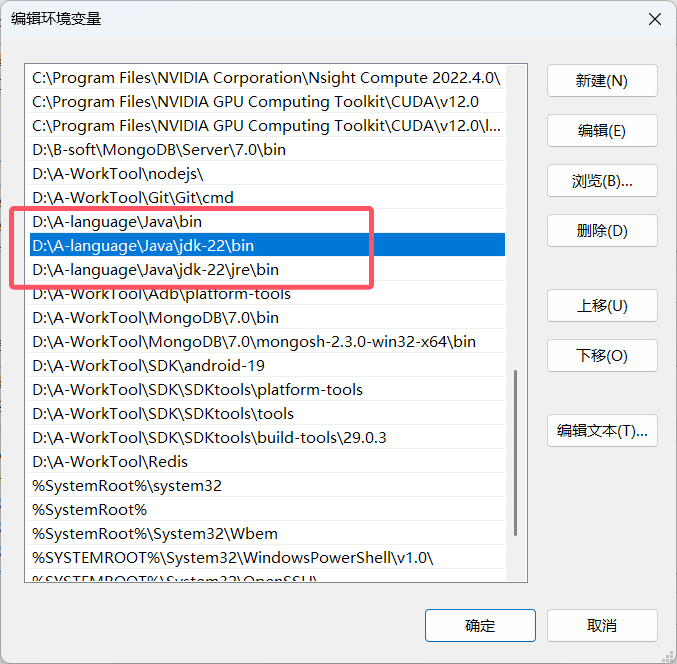 编辑环境变量
C:\Program Files\NVIDIA Corporation\Nsight Compute 2022.4.0\
C:\Program Files\NVIDIA GPU Computing Toolkit\CUDA\v12.0
C:\Program Files\NVIDIA GPU Computing Toolkit\CUDA\v12.0\l...
D:\B-soft\MongoDB\Server\7.0\bin
D:\A-WorkTool\nodejs\
D:\A-WorkTool\Git\Git\cmd
D:\A-language\Java\bin
D:\A-language\Java\jdk-22\bin
D:\A-language\Java\jdk-22\jre\bin
D:\A-WorkTool\Adb\platform-tools
D:\A-WorkTool\MongoDB\7.0\bin
D:\A-WorkTool\MongoDB\7.0\mongosh-2.3.0-win32-x64\bin
D:\A-WorkTool\SDK\android-19
D:\A-WorkTool\SDK\SDKtools\platform-tools
D:\A-WorkTool\SDK\SDKtools\tools
D:\A-WorkTool\SDK\SDKtools\build-tools\29.0.3
D:\A-WorkTool\Redis
%SystemRoot%\system32
%SystemRoot%
%SystemRoot%\System32\Wbem
%SYSTEMROOT%\System32\WindowsPowerShell\v1.0\
%SYSTEMROOT%\System32\OpenSSH\
新建(N)
编辑(E)
浏览(B)...
删除(D)
上移(U)
下移(O)
编辑文本(T)...
确定
取消